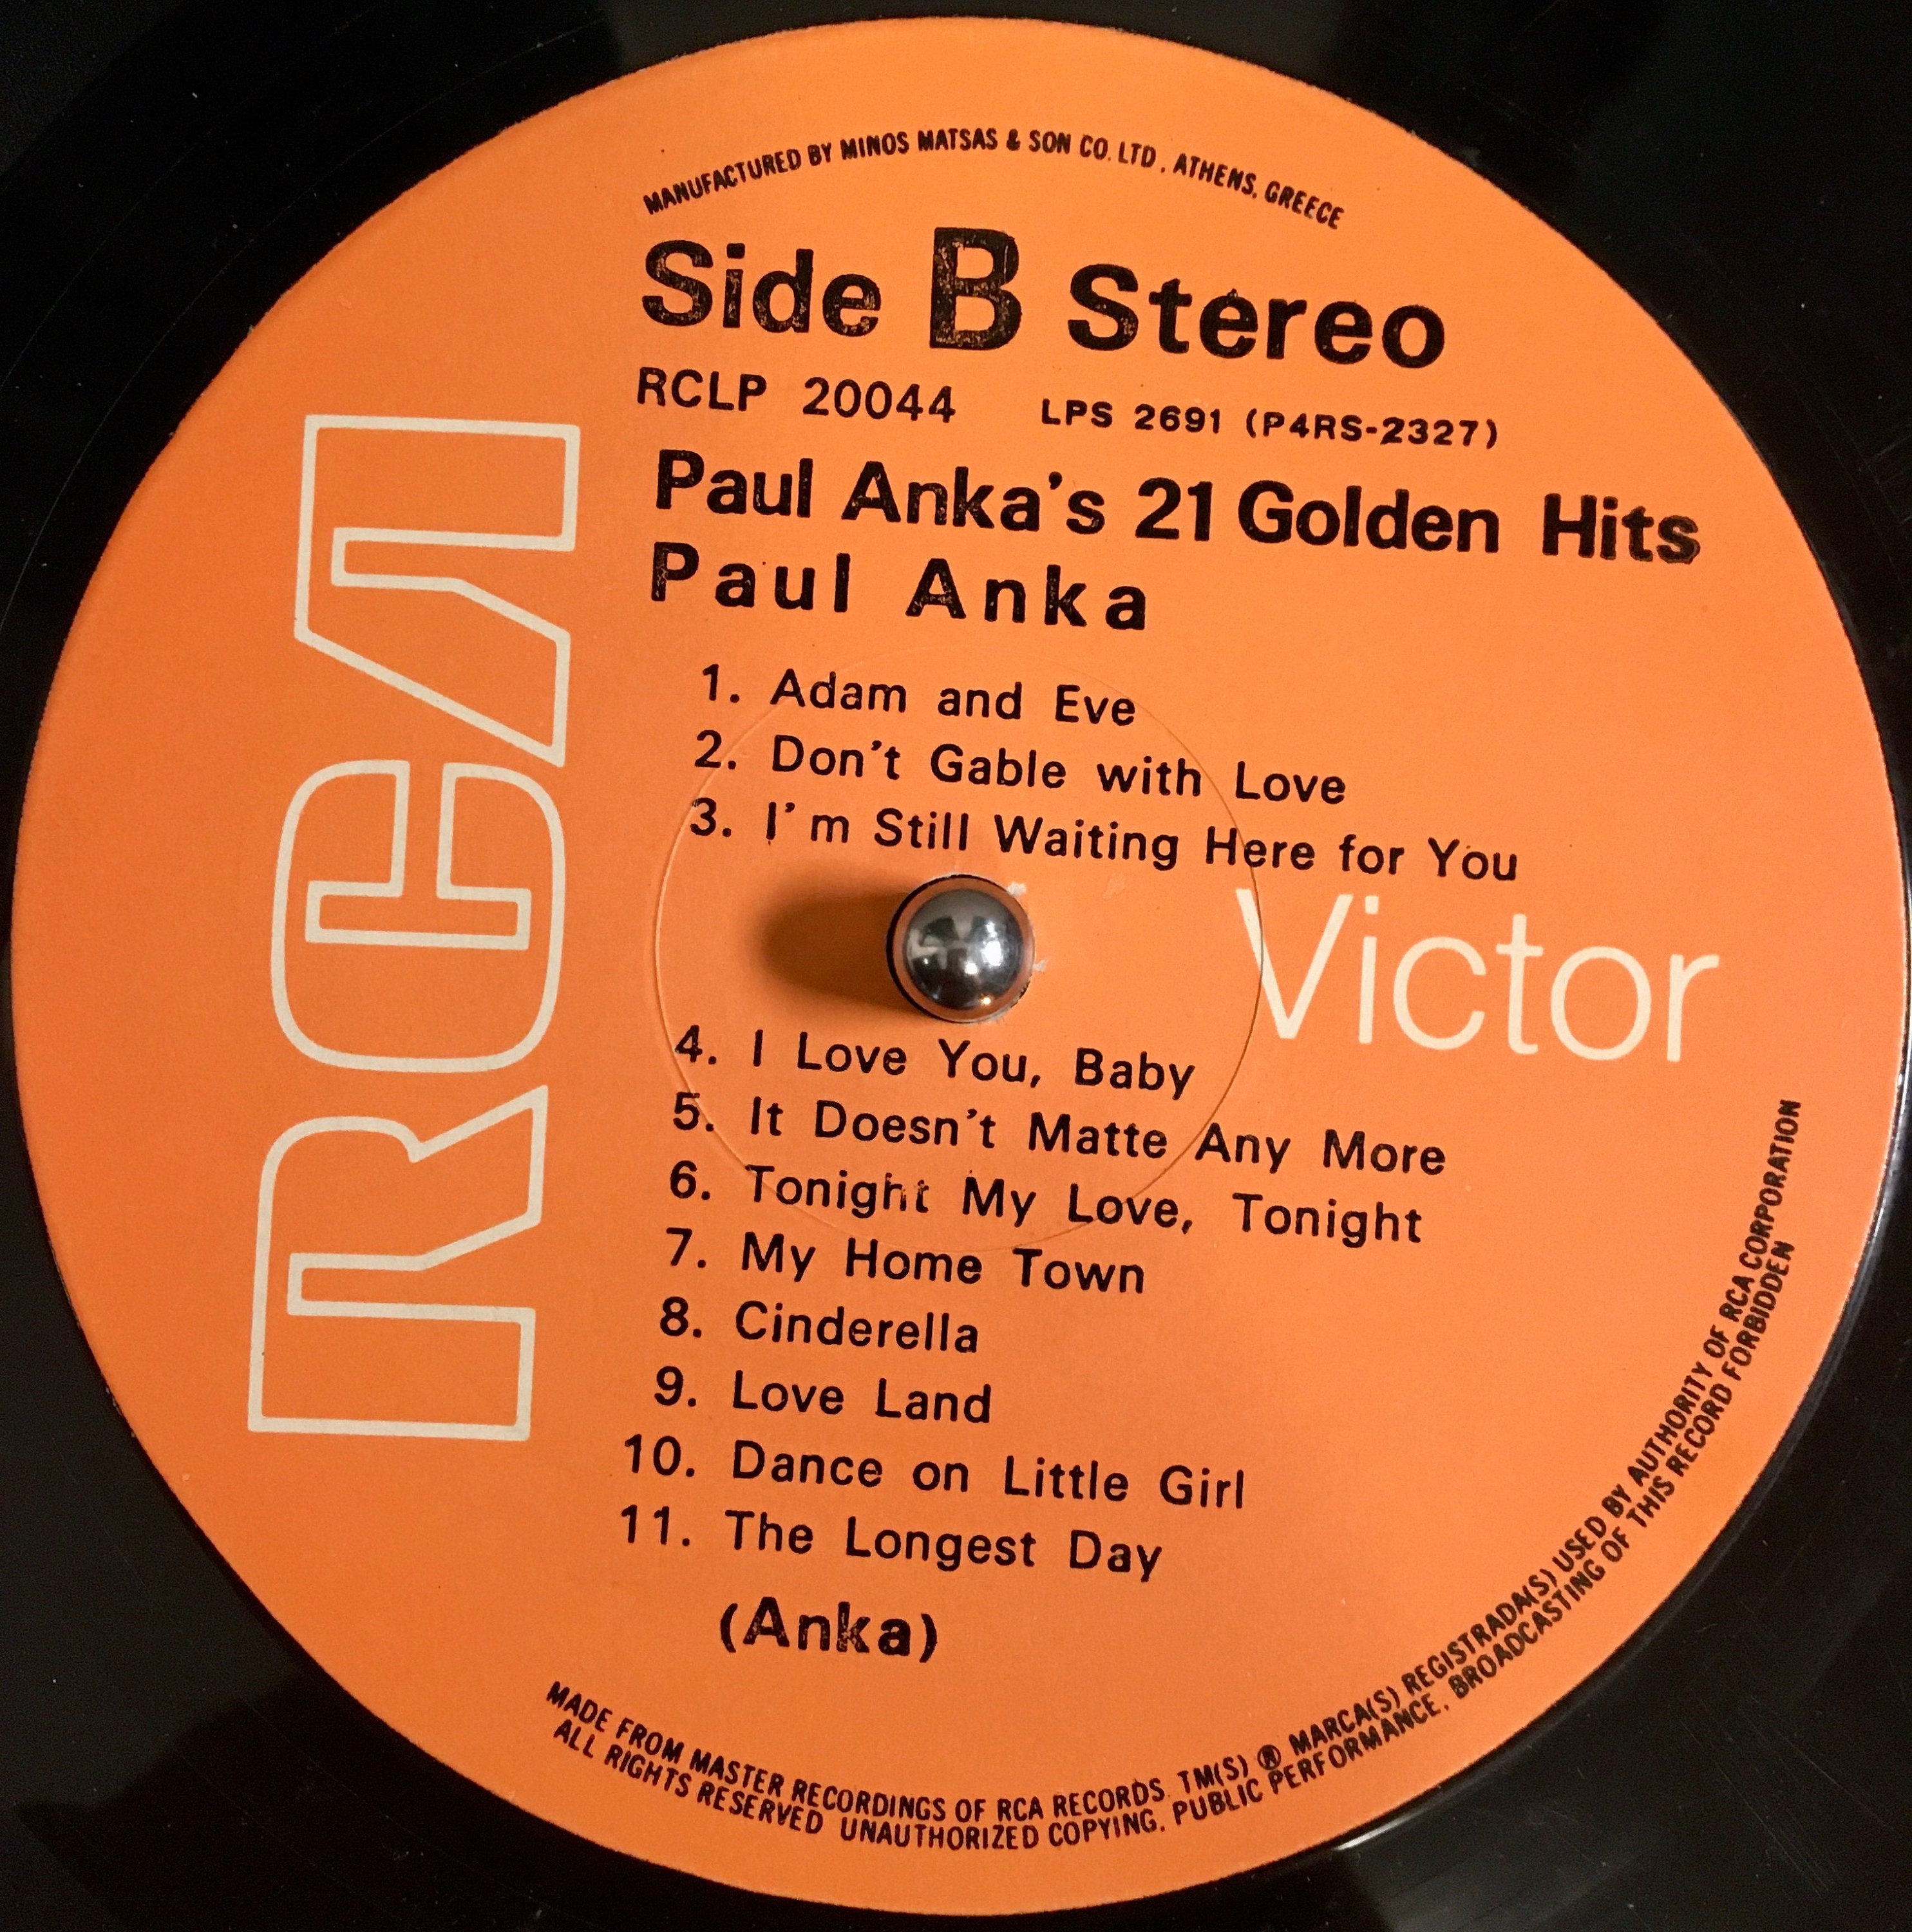 MANUFACTURED BY MINOS MATSAS & SON CO. LTD., ATHENS, GREECE
Side B Stereo
RCLP 20044 LPS 2691 (P4RS-2327)
Paul Anka's 21 Golden Hits
Paul Anka
1. Adam and Eve
2. Don't Gable with Love
3. I'm Still Waiting Here for You
RCA
Victor
4. I Love You, Baby
5. It Doesn't Matte Any More
6. Tonight My Love, Tonight
7. My Home Town
8. Cinderella
9. Love Land
10. Dance on Little Girl
11. The Longest Day
(Anka)
MADE FROM MASTER RECORDINGS OF RCA RECORDS. TM(S) ® MARCA(S) REGISTRADA(S) USED BY AUTHORITY OF RCA CORPORATION
ALL RIGHTS RESERVED UNAUTHORIZED COPYING, PUBLIC PERFORMANCE, BROADCASTING OF THIS RECORD FORBIDDEN